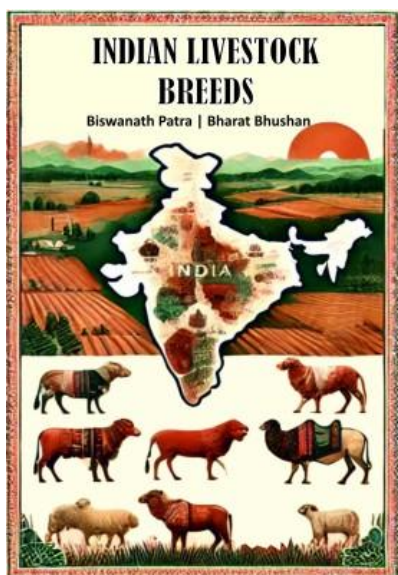 INDIAN LIVESTOCK
BREEDS
Biswanath Patra | Bharat Bhushan
INDIA